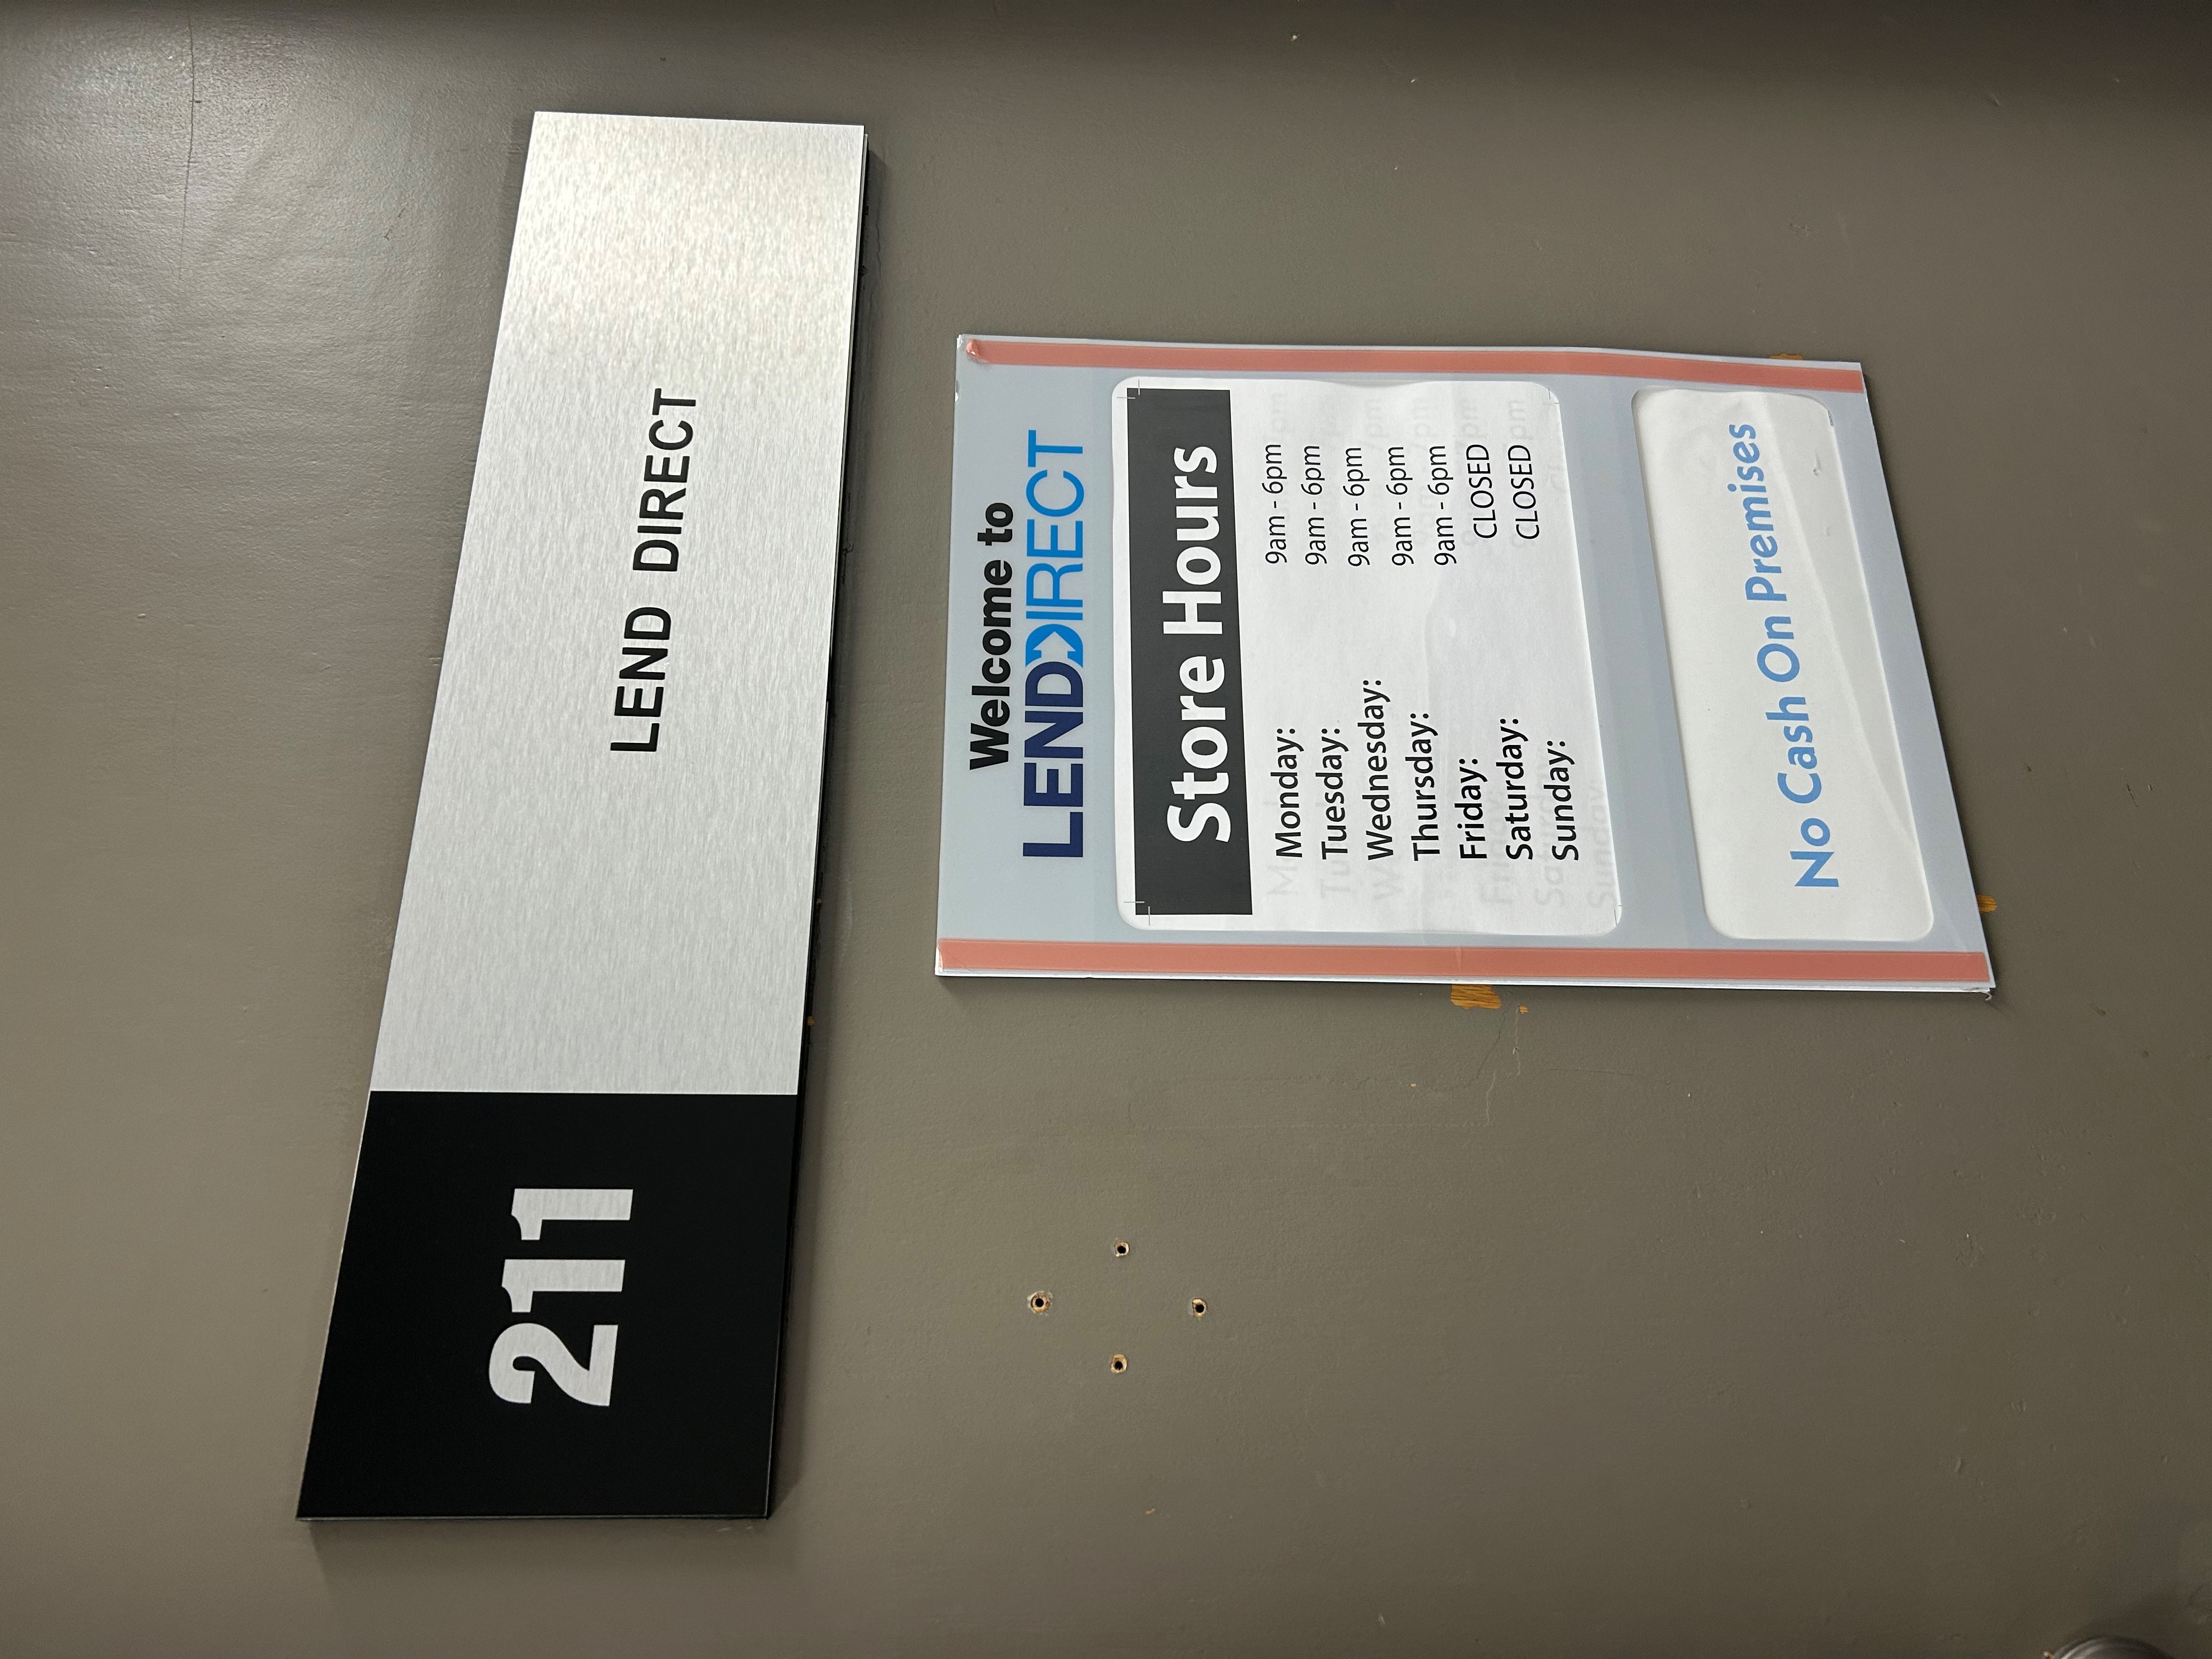 211 LEND DIRECT
Welcome to
LENDDIRECT
Store Hours
Monday: 9am - 6pm
Tuesday: 9am - 6pm
Wednesday: 9am - 6pm
Thursday: 9am - 6pm
Friday: 9am - 6pm
Saturday: CLOSED
Sunday: CLOSED
No Cash On Premises